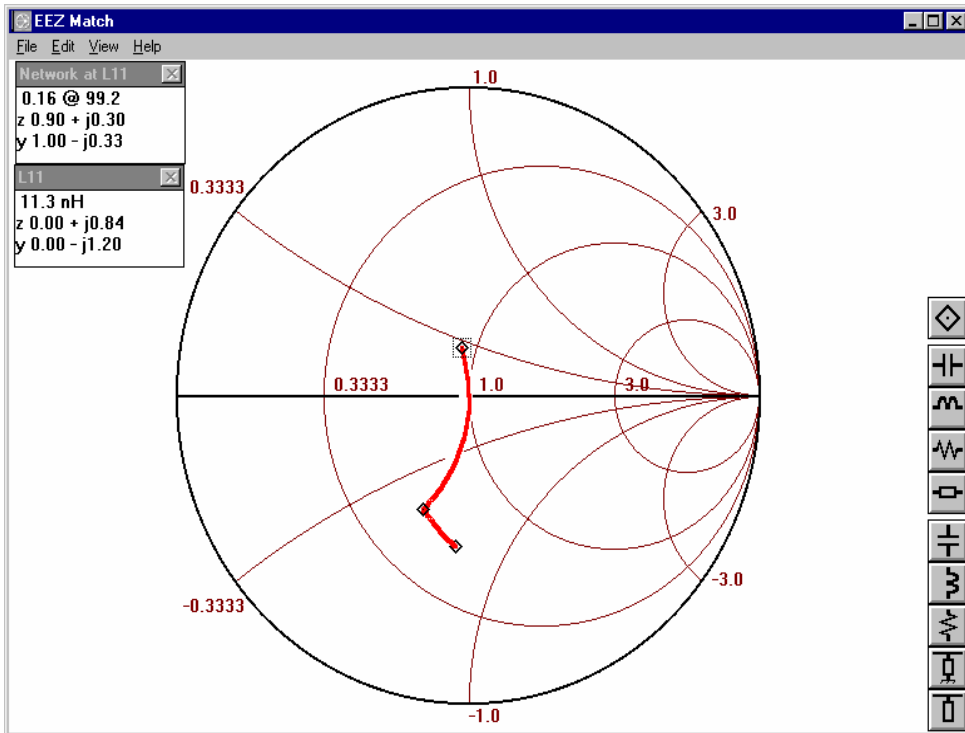 EEZ Match
File Edit View Help
Network at L11
0.16 @ 99.2
z 0.90 + j0.30
y 1.00 - j0.33
L11
11.3 nH
z 0.00 + j0.84
y 0.00 - j1.20
1.0
0.3333
3.0
0.3333
1.0
3.0
-0.3333
-3.0
-1.0